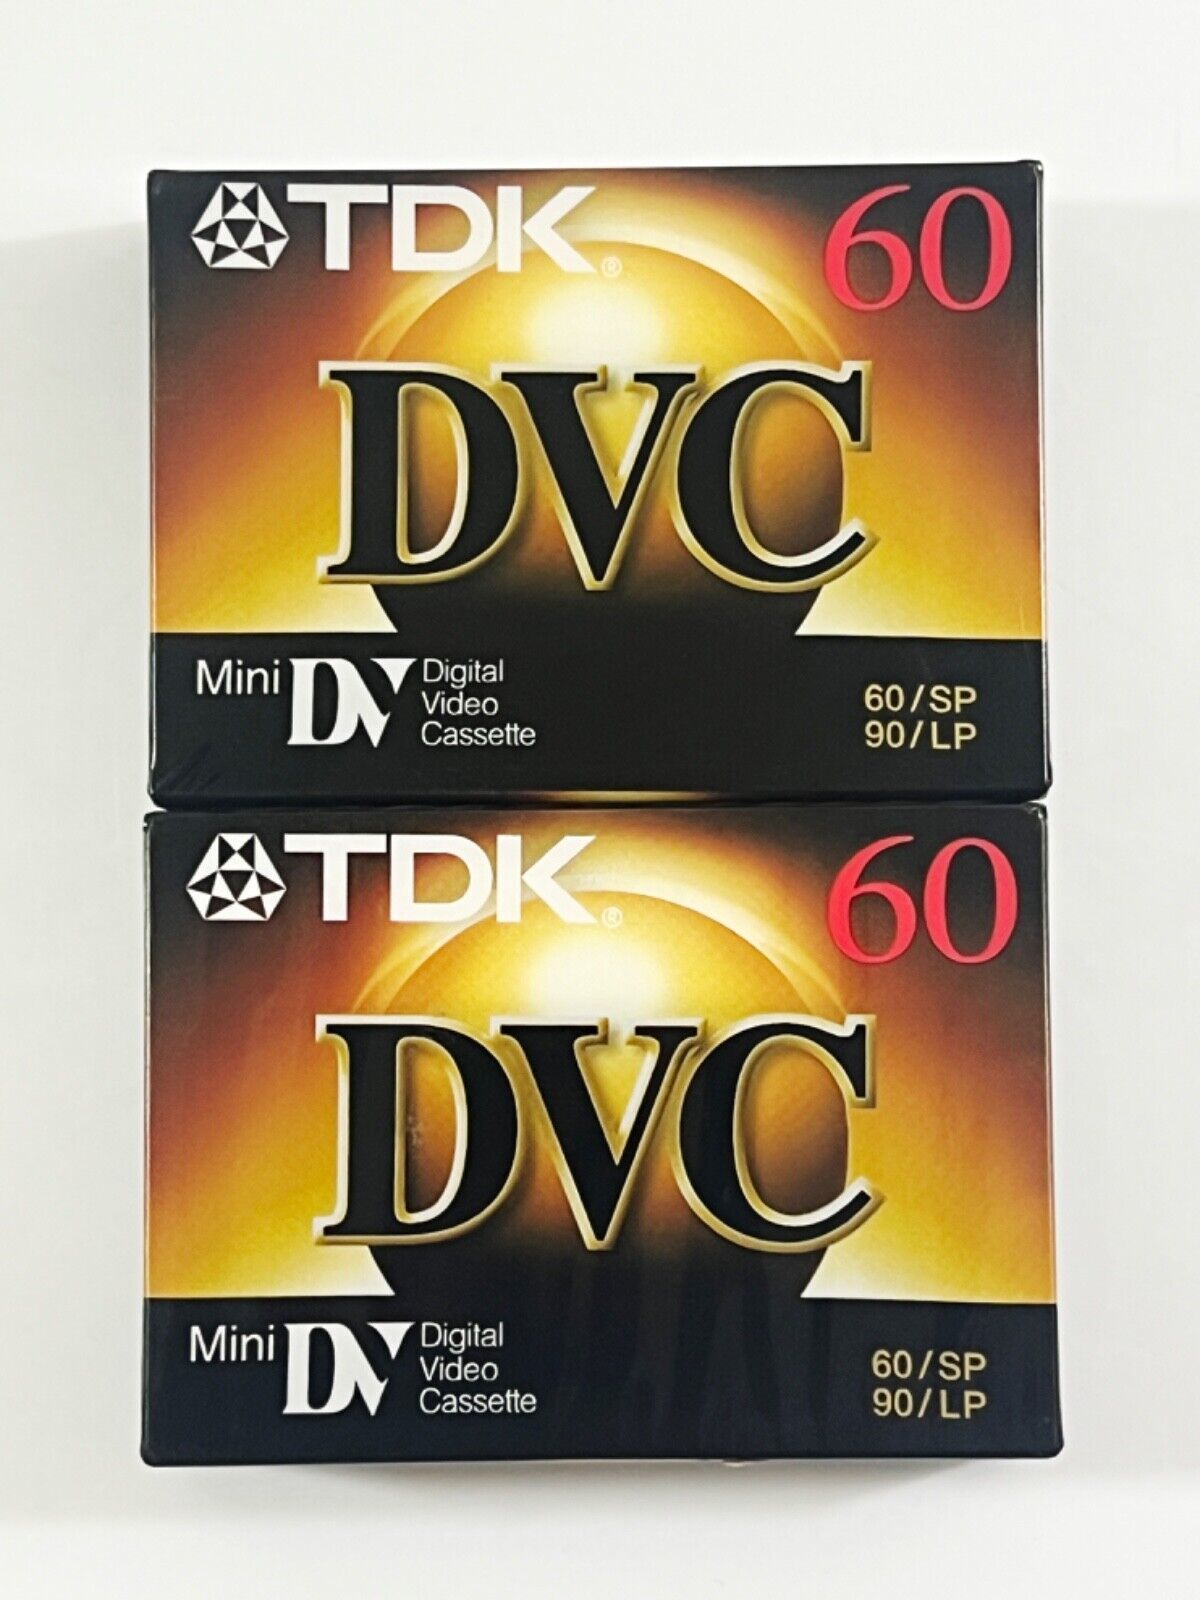 TDK® 60
DVC
Mini DV Digital
Video
Cassette
60/SP
90/LP
TDK® 60
DVC
Mini DV Digital
Video
Cassette
60/SP
90/LP